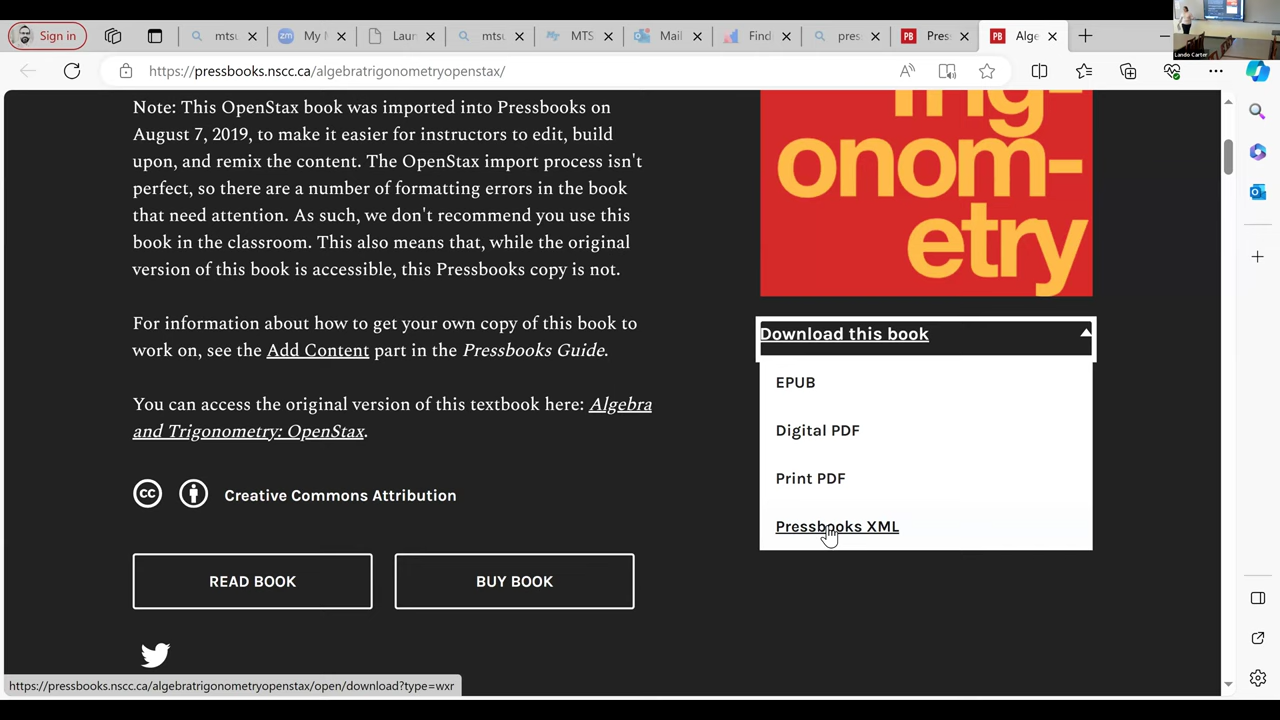 Sign in
mtsu
My M
Laun
mtsu
MTS
Mail
Find
pres
PB
Pres
PB
Alge
Lando Carter
https://pressbooks.nscc.ca/algebratrigonometryopenstax/
Note: This OpenStax book was imported into Pressbooks on
August 7, 2019, to make it easier for instructors to edit, build
upon, and remix the content. The OpenStax import process isn't
perfect, so there are a number of formatting errors in the book
that need attention. As such, we don't recommend you use this
book in the classroom. This also means that, while the original
version of this book is accessible, this Pressbooks copy is not.
For information about how to get your own copy of this book to
work on, see the Add Content part in the Pressbooks Guide.
You can access the original version of this textbook here: Algebra
and Trigonometry: OpenStax.
cc
Creative Commons Attribution
READ BOOK
BUY BOOK
ing-
onom-
etry
Download this book
EPUB
Digital PDF
Print PDF
Pressbooks XML
https://pressbooks.nscc.ca/algebratrigonometryopenstax/open/download?type=wxr